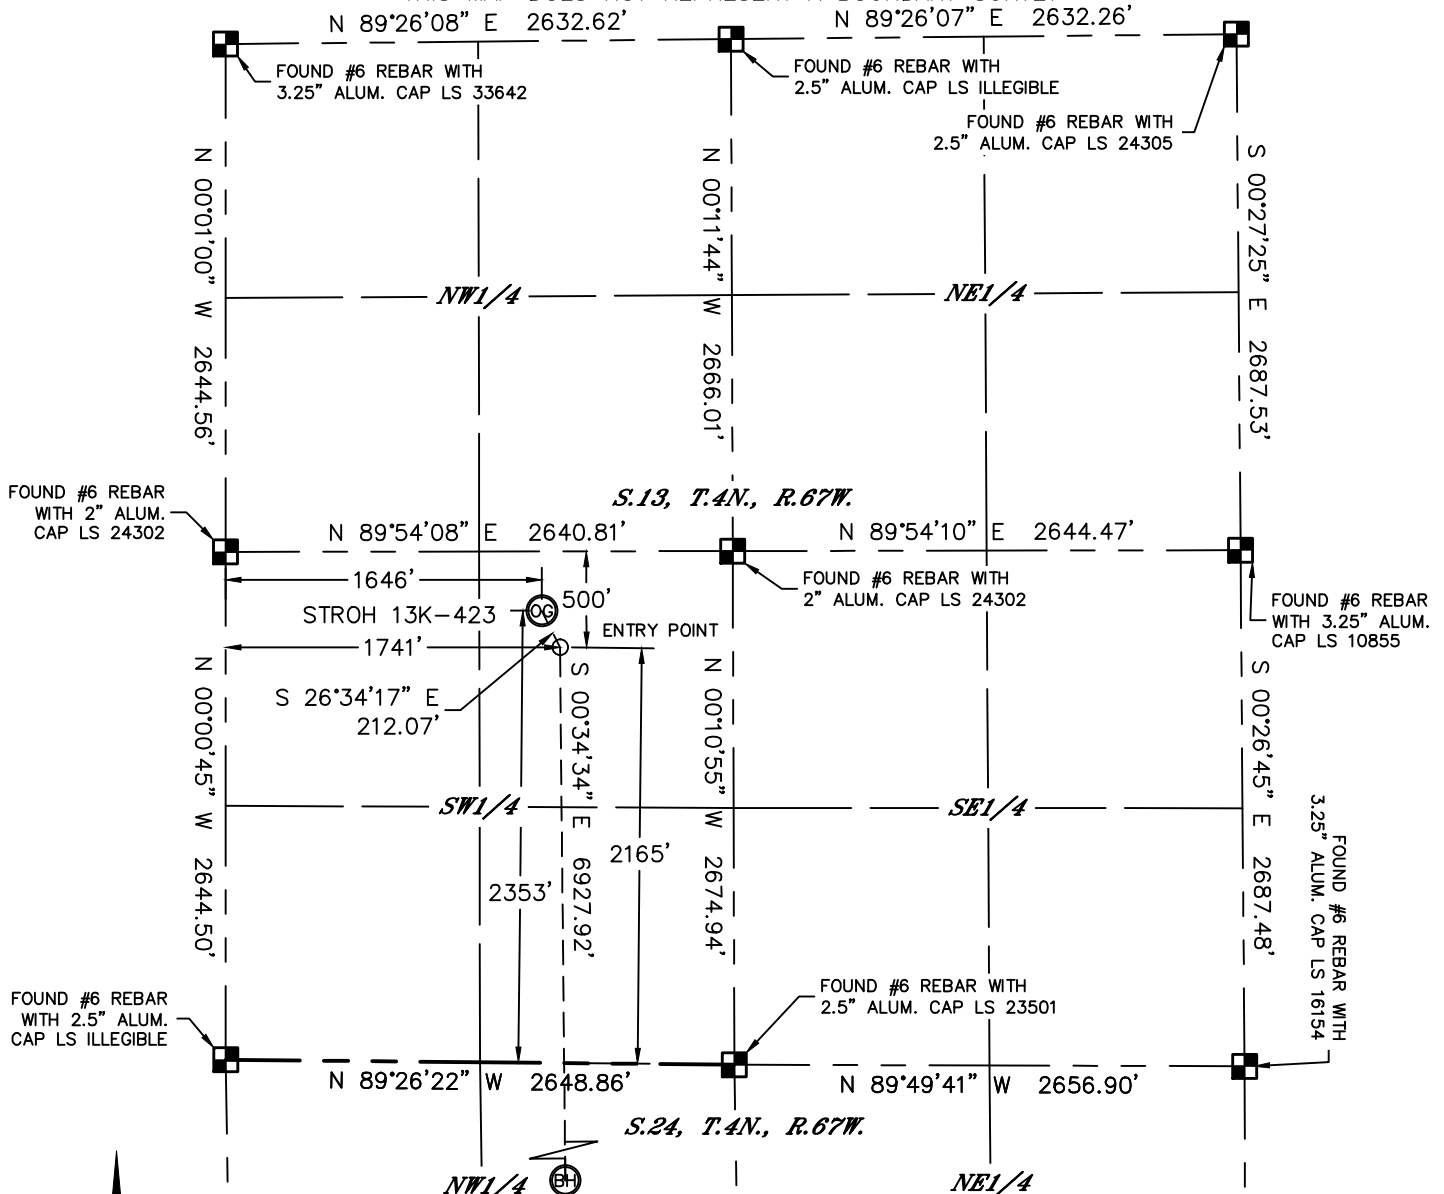 N 89°26'08" E 2632.62'
N 89°26'07" E 2632.26'
FOUND #6 REBAR WITH
3.25" ALUM. CAP LS 33642
FOUND #6 REBAR WITH
2.5" ALUM. CAP LS ILLEGIBLE
FOUND #6 REBAR WITH
2.5" ALUM. CAP LS 24305
N 00°01'00" W 2644.56'
N 00°11'44" W 2666.01'
S 00°27'25" E 2687.53'
NW1/4
NE1/4
FOUND #6 REBAR
WITH 2" ALUM.
CAP LS 24302
S.13, T.4N., R.67W.
N 89°54'08" E 2640.81'
N 89°54'10" E 2644.47'
1646'
500'
STROH 13K-423
OG
FOUND #6 REBAR WITH
2" ALUM. CAP LS 24302
FOUND #6 REBAR
WITH 3.25" ALUM.
CAP LS 10855
ENTRY POINT
1741'
S 26°34'17" E
212.07'
N 00°00'45" W 2644.50'
S 00°34'34" E 6927.92'
N 00°10'55" W 2674.94'
S 00°26'45" E 2687.48'
SW1/4
SE1/4
2353'
2165'
FOUND #6 REBAR WITH
3.25" ALUM. CAP LS 16154
FOUND #6 REBAR
WITH 2.5" ALUM.
CAP LS ILLEGIBLE
FOUND #6 REBAR WITH
2.5" ALUM. CAP LS 23501
N 89°26'22" W 2648.86'
N 89°49'41" W 2656.90'
S.24, T.4N., R.67W.
NW1/4
BH
NE1/4